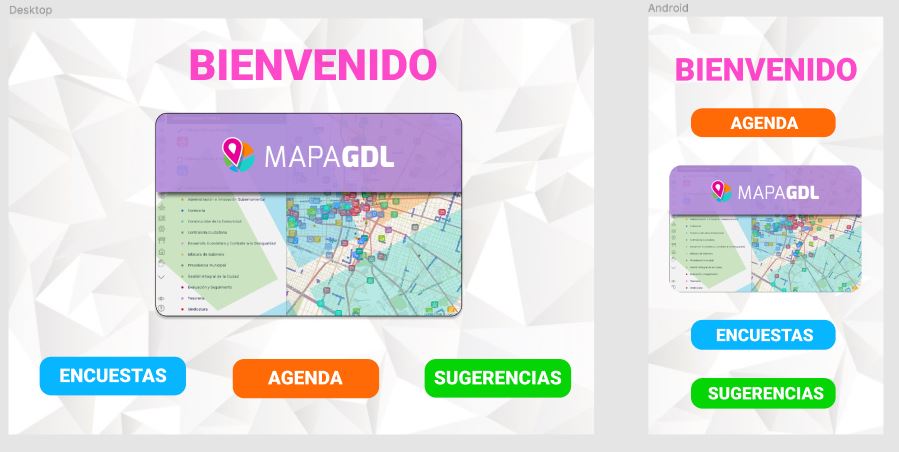 Desktop
BIENVENIDO
MAPAGDL
Administración e Innovación Gubernamental
Contraloría
Construcción de la Comunidad
Contraloría Ciudadana
Desarrollo Económico y Combate a la Desigualdad
Jefatura de Gabinete
Presidencia Municipal
Gestión Integral de la Ciudad
Evaluación y Seguimiento
Tesorería
Sindicatura
ENCUESTAS
AGENDA
SUGERENCIAS
Android
BIENVENIDO
AGENDA
MAPAGDL
ENCUESTAS
SUGERENCIAS